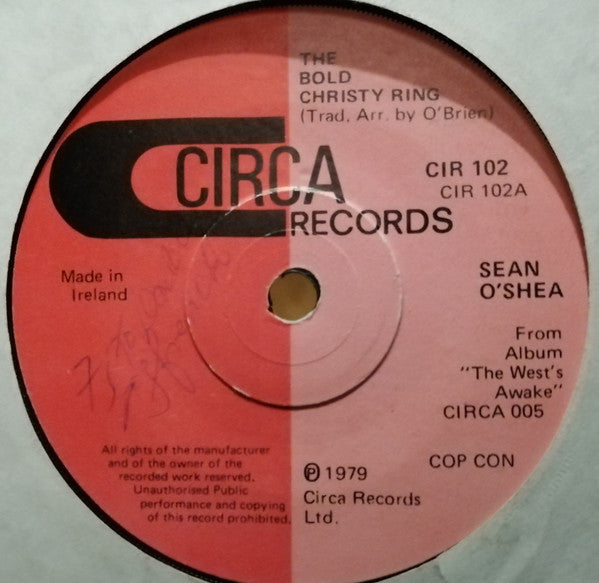 THE
BOLD
CHRISTY RING
(Trad. Arr. by O'Brien)
CIRCA
RECORDS
CIR 102
CIR 102A
Made in
Ireland
SEAN
O'SHEA
From
Album
"The West's
Awake"
CIRCA 005
COP CON
All rights of the manufacturer
and of the owner of the
recorded work reserved.
Unauthorised Public
performance and copying
of this record prohibited.
Ⓟ 1979
Circa Records
Ltd.